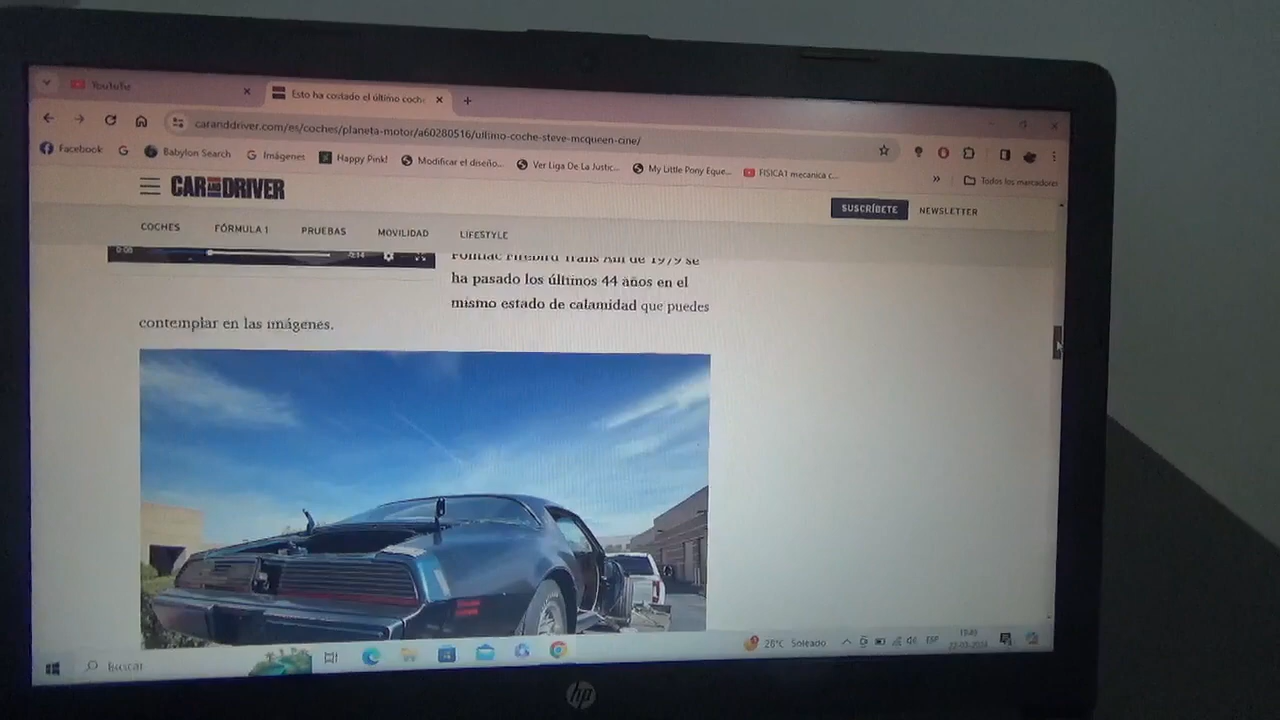 YouTube
Esto ha costado el último coche
caranddriver.com/es/coches/planeta-motor/a60280516/ultimo-coche-steve-mcqueen-cine/
Facebook
G
Babylon Search
G Imágenes
Happy Pink!
Modificar el diseño...
Ver Liga De La Justic...
My Little Pony Eque...
FISICA1 mecanica c...
Todos los marcadores
CAR AND DRIVER
SUSCRÍBETE
NEWSLETTER
COCHES
FÓRMULA 1
PRUEBAS
MOVILIDAD
LIFESTYLE
Pontiac Firebird Trans Am de 1979 se
ha pasado los últimos 44 años en el
mismo estado de calamidad que puedes
contemplar en las imágenes.
Buscar
26°C Soleado
ESP
22-03-2024
hp